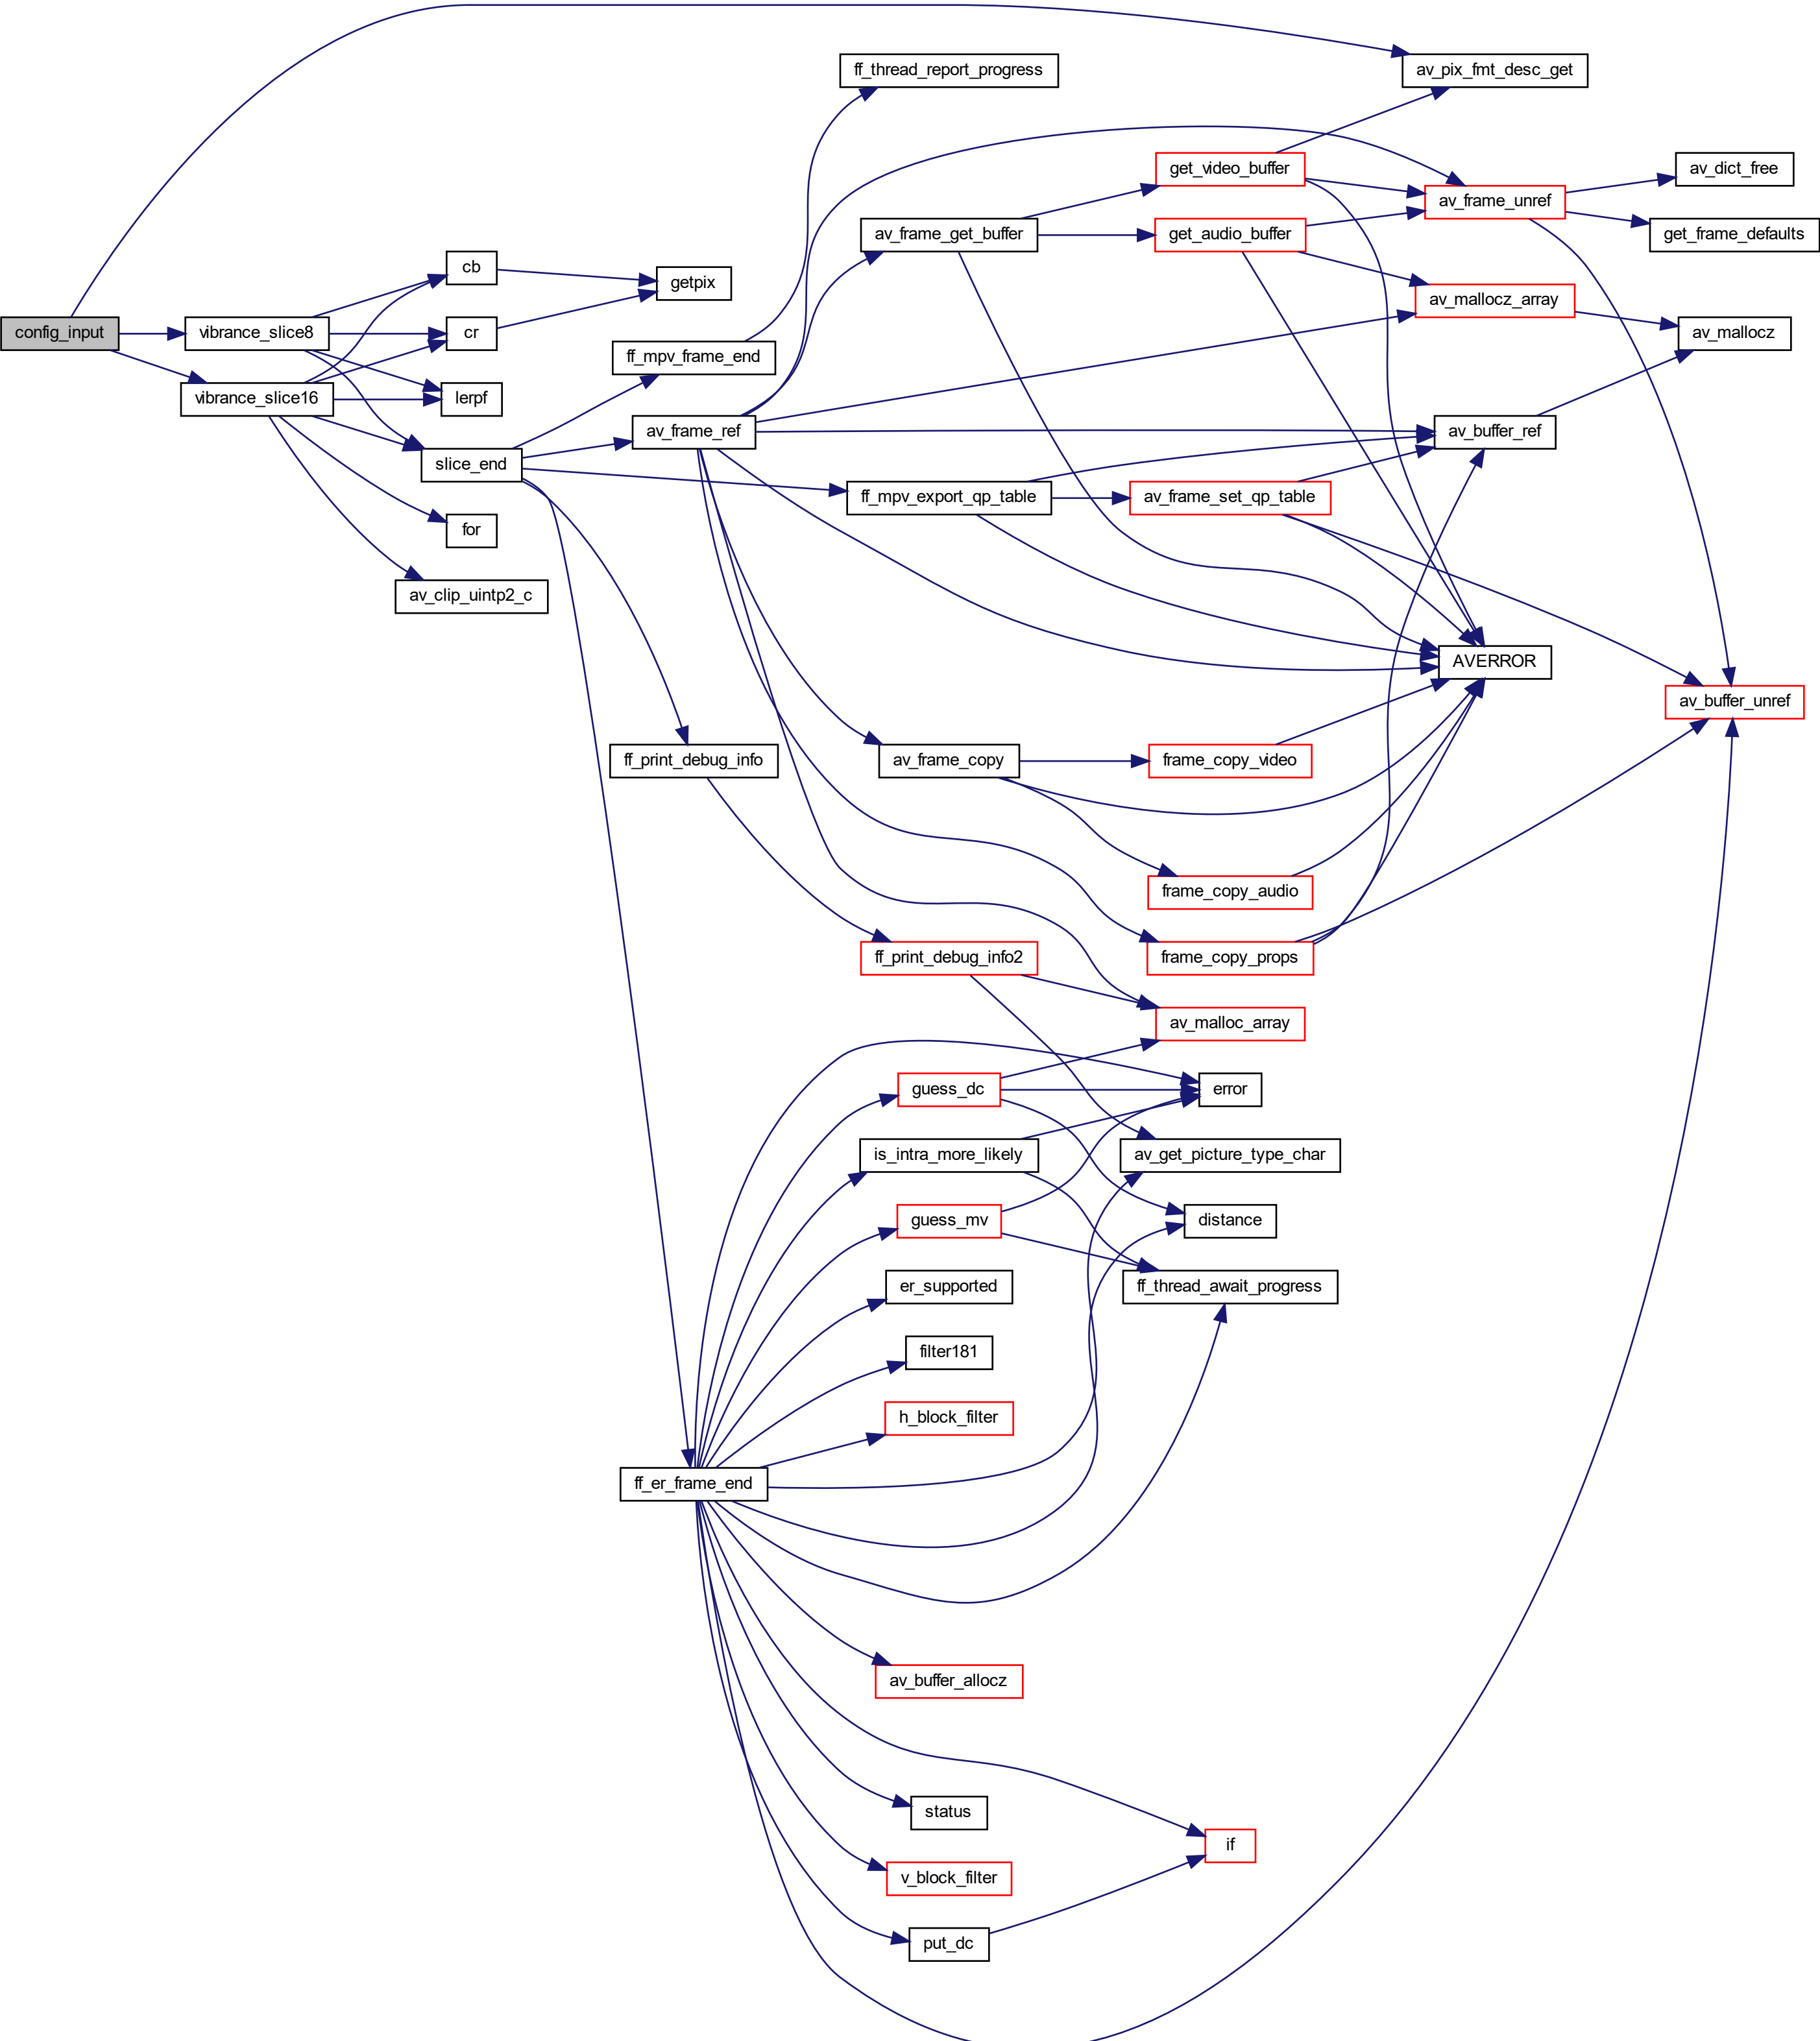 ff_thread_report_progress
av_pix_fmt_desc_get
get_video_buffer
av_dict_free
av_frame_unref
av_frame_get_buffer
get_audio_buffer
get_frame_defaults
cb
getpix
av_mallocz_array
config_input
vibrance_slice8
cr
av_mallocz
ff_mpv_frame_end
vibrance_slice16
lerpf
av_frame_ref
av_buffer_ref
slice_end
ff_mpv_export_qp_table
av_frame_set_qp_table
for
av_clip_uintp2_c
AVERROR
av_buffer_unref
ff_print_debug_info
av_frame_copy
frame_copy_video
frame_copy_audio
ff_print_debug_info2
frame_copy_props
av_malloc_array
guess_dc
error
is_intra_more_likely
av_get_picture_type_char
guess_mv
distance
er_supported
ff_thread_await_progress
filter181
h_block_filter
ff_er_frame_end
av_buffer_allocz
status
if
v_block_filter
put_dc